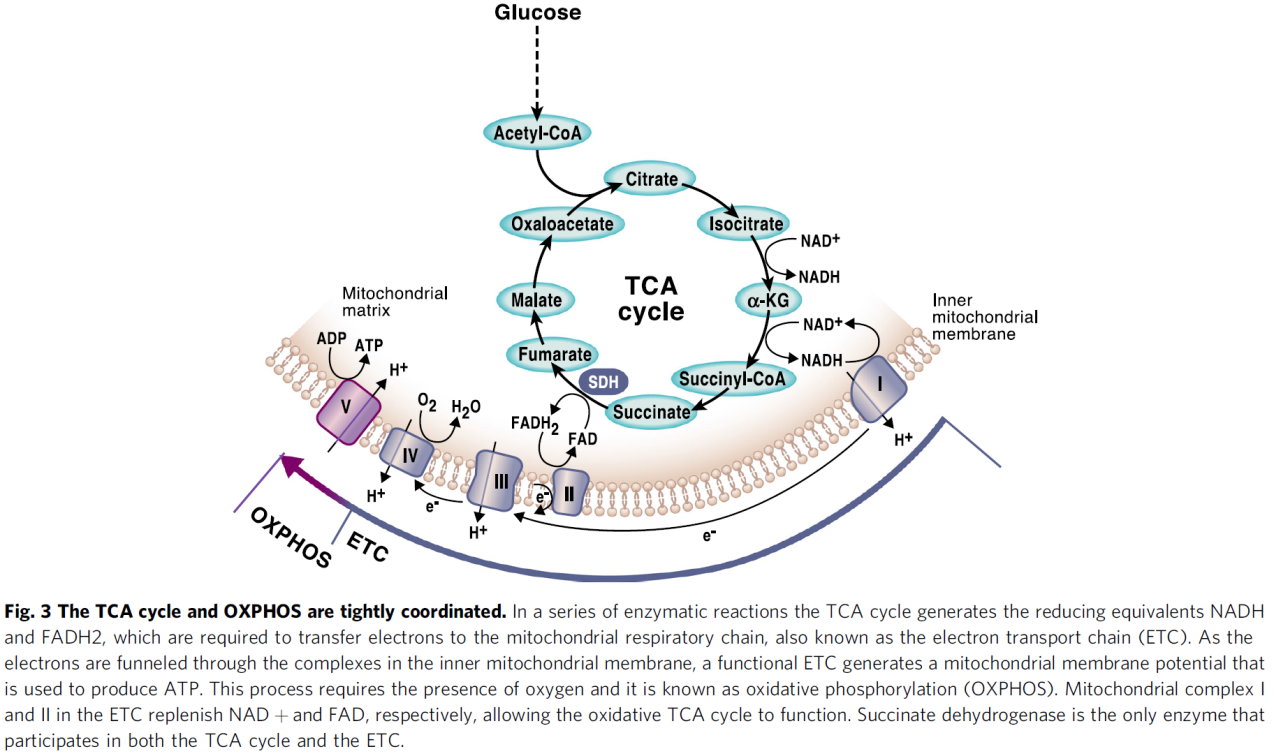 Glucose
Acetyl-CoA
Citrate
Oxaloacetate
Isocitrate
NAD+
NADH
TCA
cycle
Malate
α-KG
Mitochondrial
matrix
Inner
mitochondrial
membrane
NAD+
NADH
ADP
ATP
H+
Fumarate
SDH
Succinyl-CoA
Succinate
I
V
O2
H2O
FADH2
FAD
H+
IV
III
II
e-
H+
e-
H+
e-
OXPHOS
ETC
Fig. 3 The TCA cycle and OXPHOS are tightly coordinated. In a series of enzymatic reactions the TCA cycle generates the reducing equivalents NADH
and FADH2, which are required to transfer electrons to the mitochondrial respiratory chain, also known as the electron transport chain (ETC). As the
electrons are funneled through the complexes in the inner mitochondrial membrane, a functional ETC generates a mitochondrial membrane potential that
is used to produce ATP. This process requires the presence of oxygen and it is known as oxidative phosphorylation (OXPHOS). Mitochondrial complex I
and II in the ETC replenish NAD + and FAD, respectively, allowing the oxidative TCA cycle to function. Succinate dehydrogenase is the only enzyme that
participates in both the TCA cycle and the ETC.